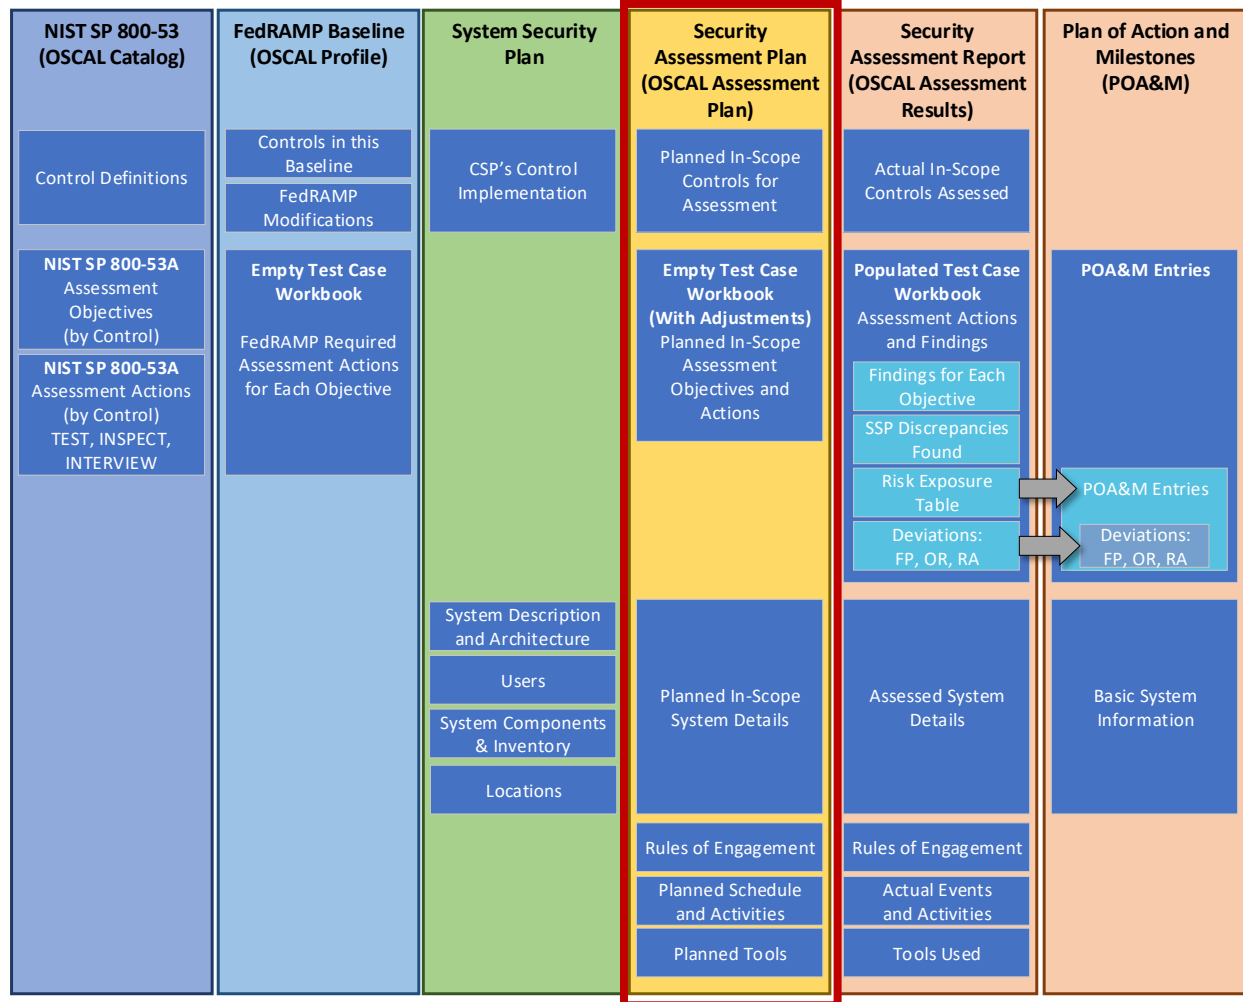 NIST SP 800-53
(OSCAL Catalog)
Control Definitions
NIST SP 800-53A
Assessment
Objectives
(by Control)
NIST SP 800-53A
Assessment Actions
(by Control)
TEST, INSPECT,
INTERVIEW
FedRAMP Baseline
(OSCAL Profile)
Controls in this
Baseline
FedRAMP
Modifications
Empty Test Case
Workbook
FedRAMP Required
Assessment Actions
for Each Objective
System Security
Plan
CSP's Control
Implementation
System Description
and Architecture
Users
System Components
& Inventory
Locations
Security
Assessment Plan
(OSCAL Assessment
Plan)
Planned In-Scope
Controls for
Assessment
Empty Test Case
Workbook
(With Adjustments)
Planned In-Scope
Assessment
Objectives and
Actions
Planned In-Scope
System Details
Rules of Engagement
Planned Schedule
and Activities
Planned Tools
Security
Assessment Report
(OSCAL Assessment
Results)
Actual In-Scope
Controls Assessed
Populated Test Case
Workbook
Assessment Actions
and Findings
Findings for Each
Objective
SSP Discrepancies
Found
Risk Exposure
Table
Deviations:
FP, OR, RA
Assessed System
Details
Rules of Engagement
Actual Events
and Activities
Tools Used
Plan of Action and
Milestones
(POA&M)
POA&M Entries
POA&M Entries
Deviations:
FP, OR, RA
Basic System
Information